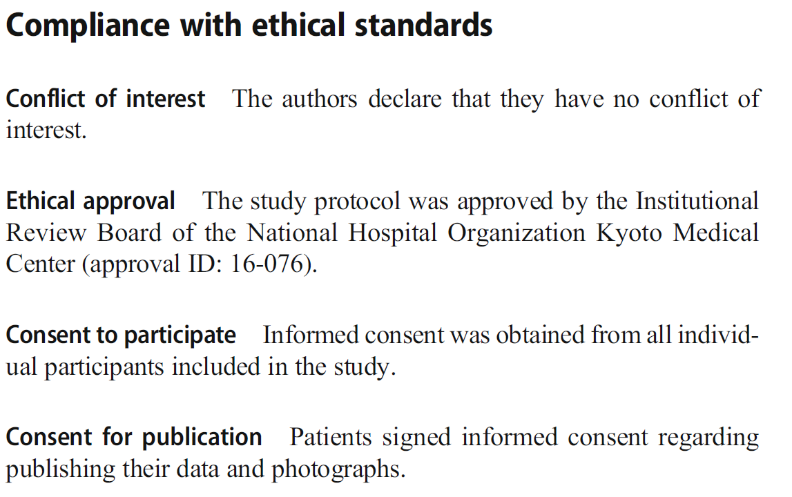 Compliance with ethical standards
Conflict of interest The authors declare that they have no conflict of
interest.
Ethical approval The study protocol was approved by the Institutional
Review Board of the National Hospital Organization Kyoto Medical
Center (approval ID: 16-076).
Consent to participate Informed consent was obtained from all individ-
ual participants included in the study.
Consent for publication Patients signed informed consent regarding
publishing their data and photographs.